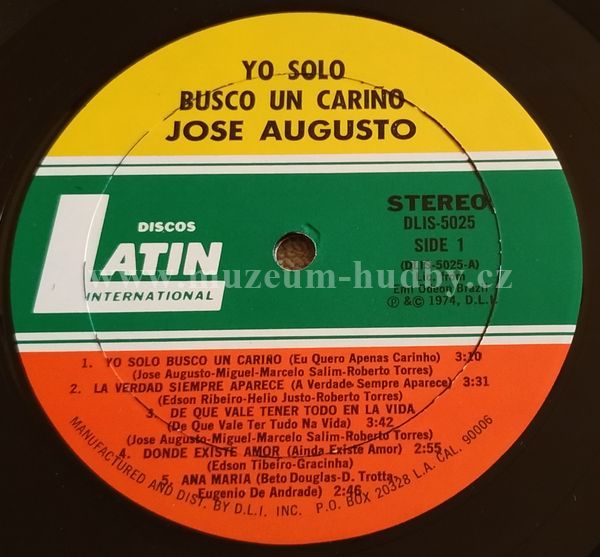 YO SOLO
BUSCO UN CARIÑO
JOSE AUGUSTO
DISCOS
LATIN
INTERNATIONAL
STEREO
DLIS-5025
SIDE 1
(DLIS-5025-A)
Lic. from
Emi Odeon Brazil
℗ & © 1974, D.L.I.
www.muzeum-hudby.cz
1. YO SOLO BUSCO UN CARIÑO (Eu Quero Apenas Carinho) 3:10
(Jose Augusto-Miguel-Marcelo Salim-Roberto Torres)
2. LA VERDAD SIEMPRE APARECE (A Verdade Sempre Aparece) 3:31
(Edson Ribeiro-Helio Justo-Roberto Torres)
3. DE QUE VALE TENER TODO EN LA VIDA
(De Que Vale Ter Tudo Na Vida) 3:42
(Jose Augusto-Miguel-Marcelo Salim-Roberto Torres)
4. DONDE EXISTE AMOR (Ainda Existe Amor) 2:55
(Edson Tibeiro-Gracinha)
5. ANA MARIA (Beto Douglas-D. Trotta-
Eugenio De Andrade) 2:46
MANUFACTURED AND DIST. BY D.L.I. INC. P.O. BOX 20328 L.A. CAL. 90006